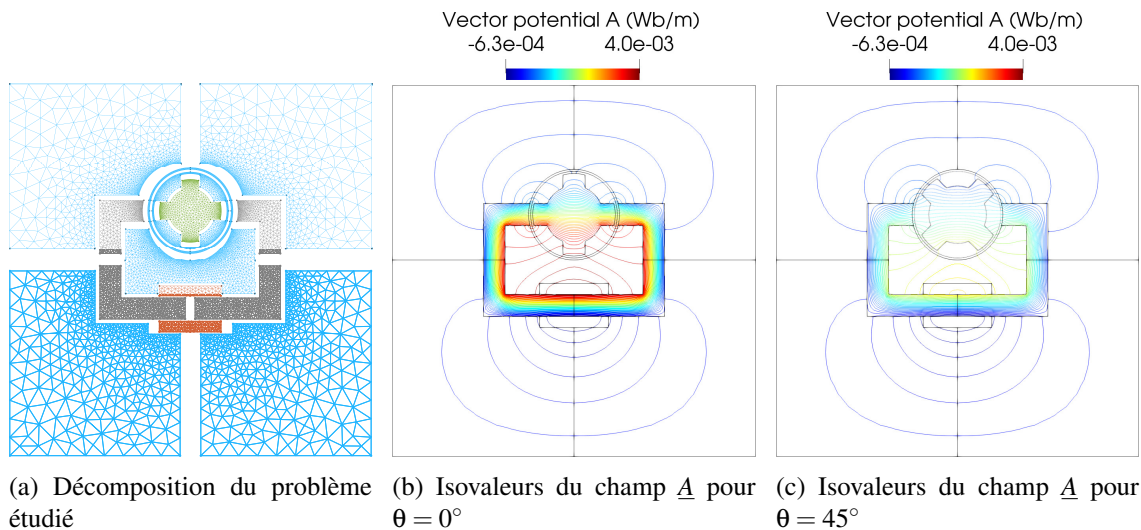 Vector potential A (Wb/m)
-6.3e-04 4.0e-03
Vector potential A (Wb/m)
-6.3e-04 4.0e-03
(a) Décomposition du problème
étudié
(b) Isovaleurs du champ A pour
θ = 0°
(c) Isovaleurs du champ A pour
θ = 45°